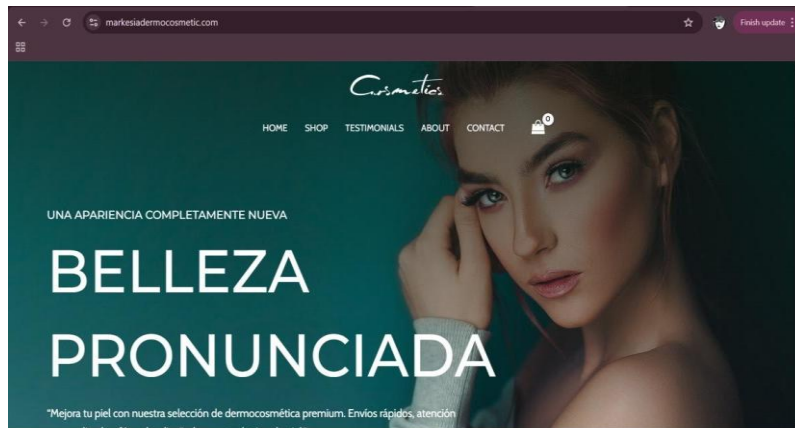 markesiadermocosmetic.com
Finish update
Cosmetics
HOME SHOP TESTIMONIALS ABOUT CONTACT 0
UNA APARIENCIA COMPLETAMENTE NUEVA
BELLEZA
PRONUNCIADA
"Mejora tu piel con nuestra selección de dermocosmética premium. Envíos rápidos, atención